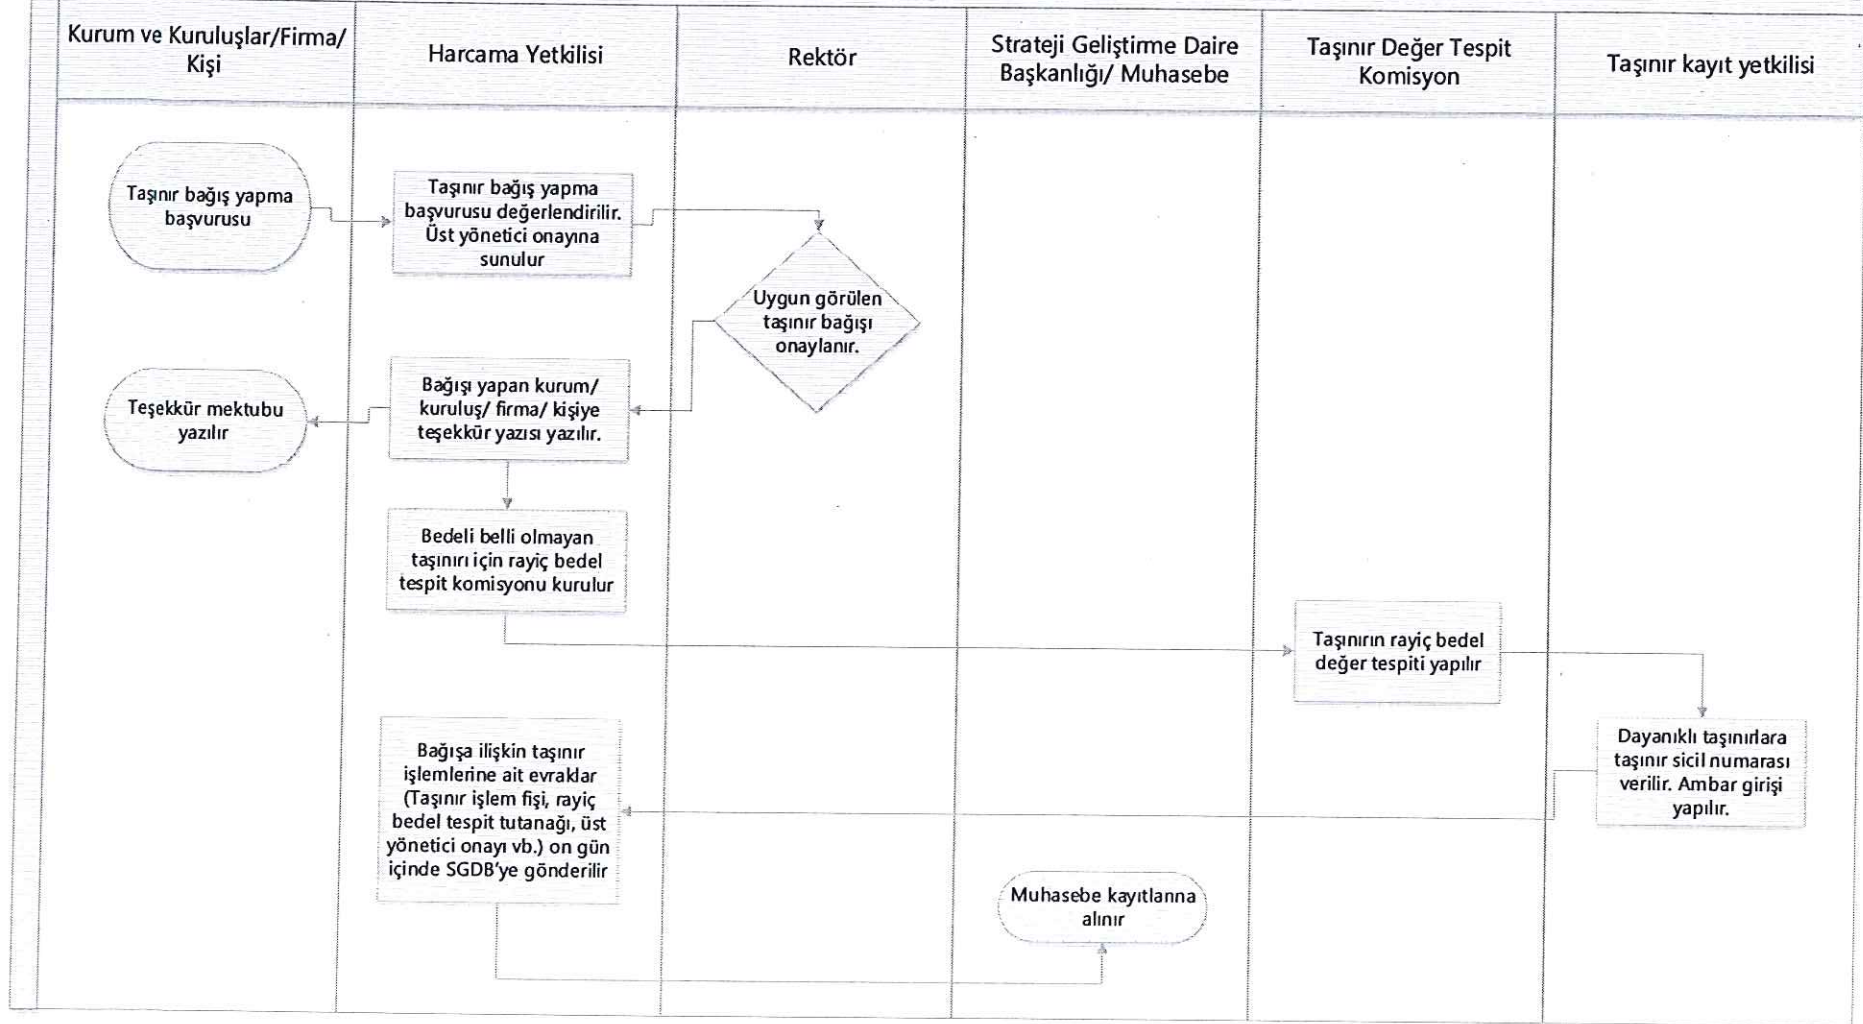 Kurum ve Kuruluşlar/Firma/
Kişi
Harcama Yetkilisi
Rektör
Strateji Geliştirme Daire
Başkanlığı/ Muhasebe
Taşınır Değer Tespit
Komisyon
Taşınır kayıt yetkilisi
Taşınır bağış yapma
başvurusu
Taşınır bağış yapma
başvurusu değerlendirilir.
Üst yönetici onayına
sunulur
Uygun görülen
taşınır bağışı
onaylanır.
Bağışı yapan kurum/
kuruluş/ firma/ kişiye
teşekkür yazısı yazılır.
Teşekkür mektubu
yazılır
Bedeli belli olmayan
taşınırı için rayiç bedel
tespit komisyonu kurulur
Taşınırın rayiç bedel
değer tespiti yapılır
Dayanıklı taşınırlara
taşınır sicil numarası
verilir. Ambar girişi
yapılır.
Bağışa ilişkin taşınır
işlemlerine ait evraklar
(Taşınır işlem fişi, rayiç
bedel tespit tutanağı, üst
yönetici onayı vb.) on gün
içinde SGDB'ye gönderilir
Muhasebe kayıtlarına
alınır